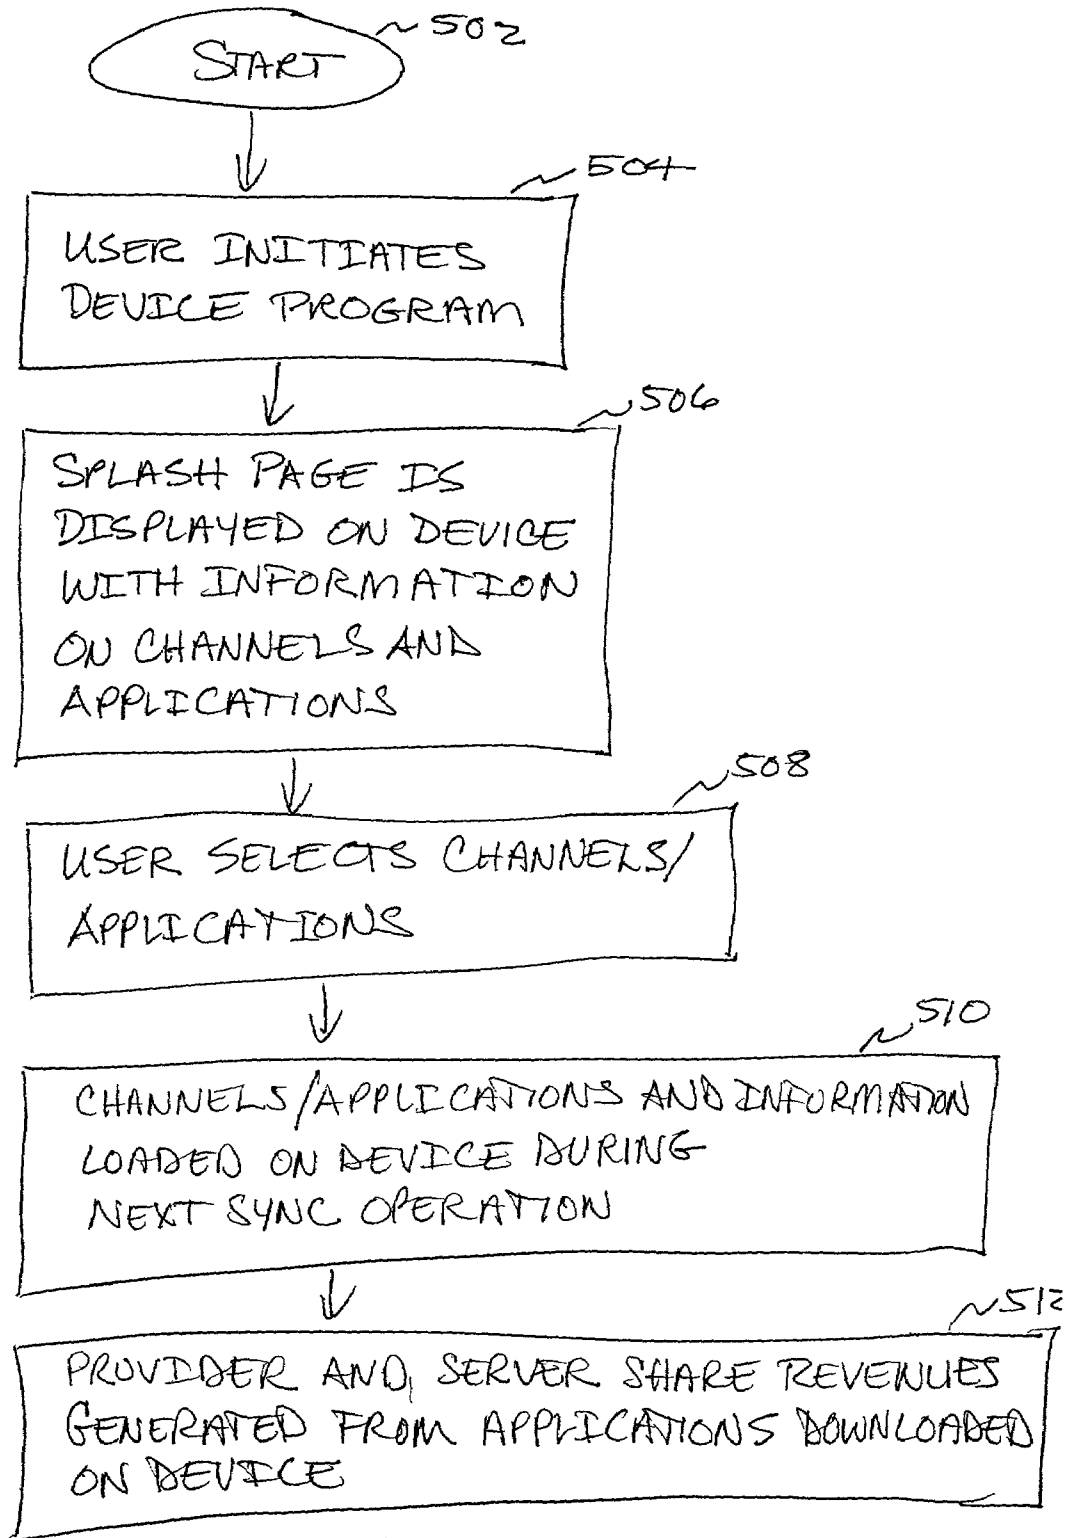 502
START
504
USER INITIATES
DEVICE PROGRAM
506
SPLASH PAGE IS
DISPLAYED ON DEVICE
WITH INFORMATION
ON CHANNELS AND
APPLICATIONS
508
USER SELECTS CHANNELS/
APPLICATIONS
510
CHANNELS/APPLICATIONS AND INFORMATION
LOADED ON DEVICE DURING
NEXT SYNC OPERATION
512
PROVIDER AND SERVER SHARE REVENUES
GENERATED FROM APPLICATIONS DOWNLOADED
ON DEVICE